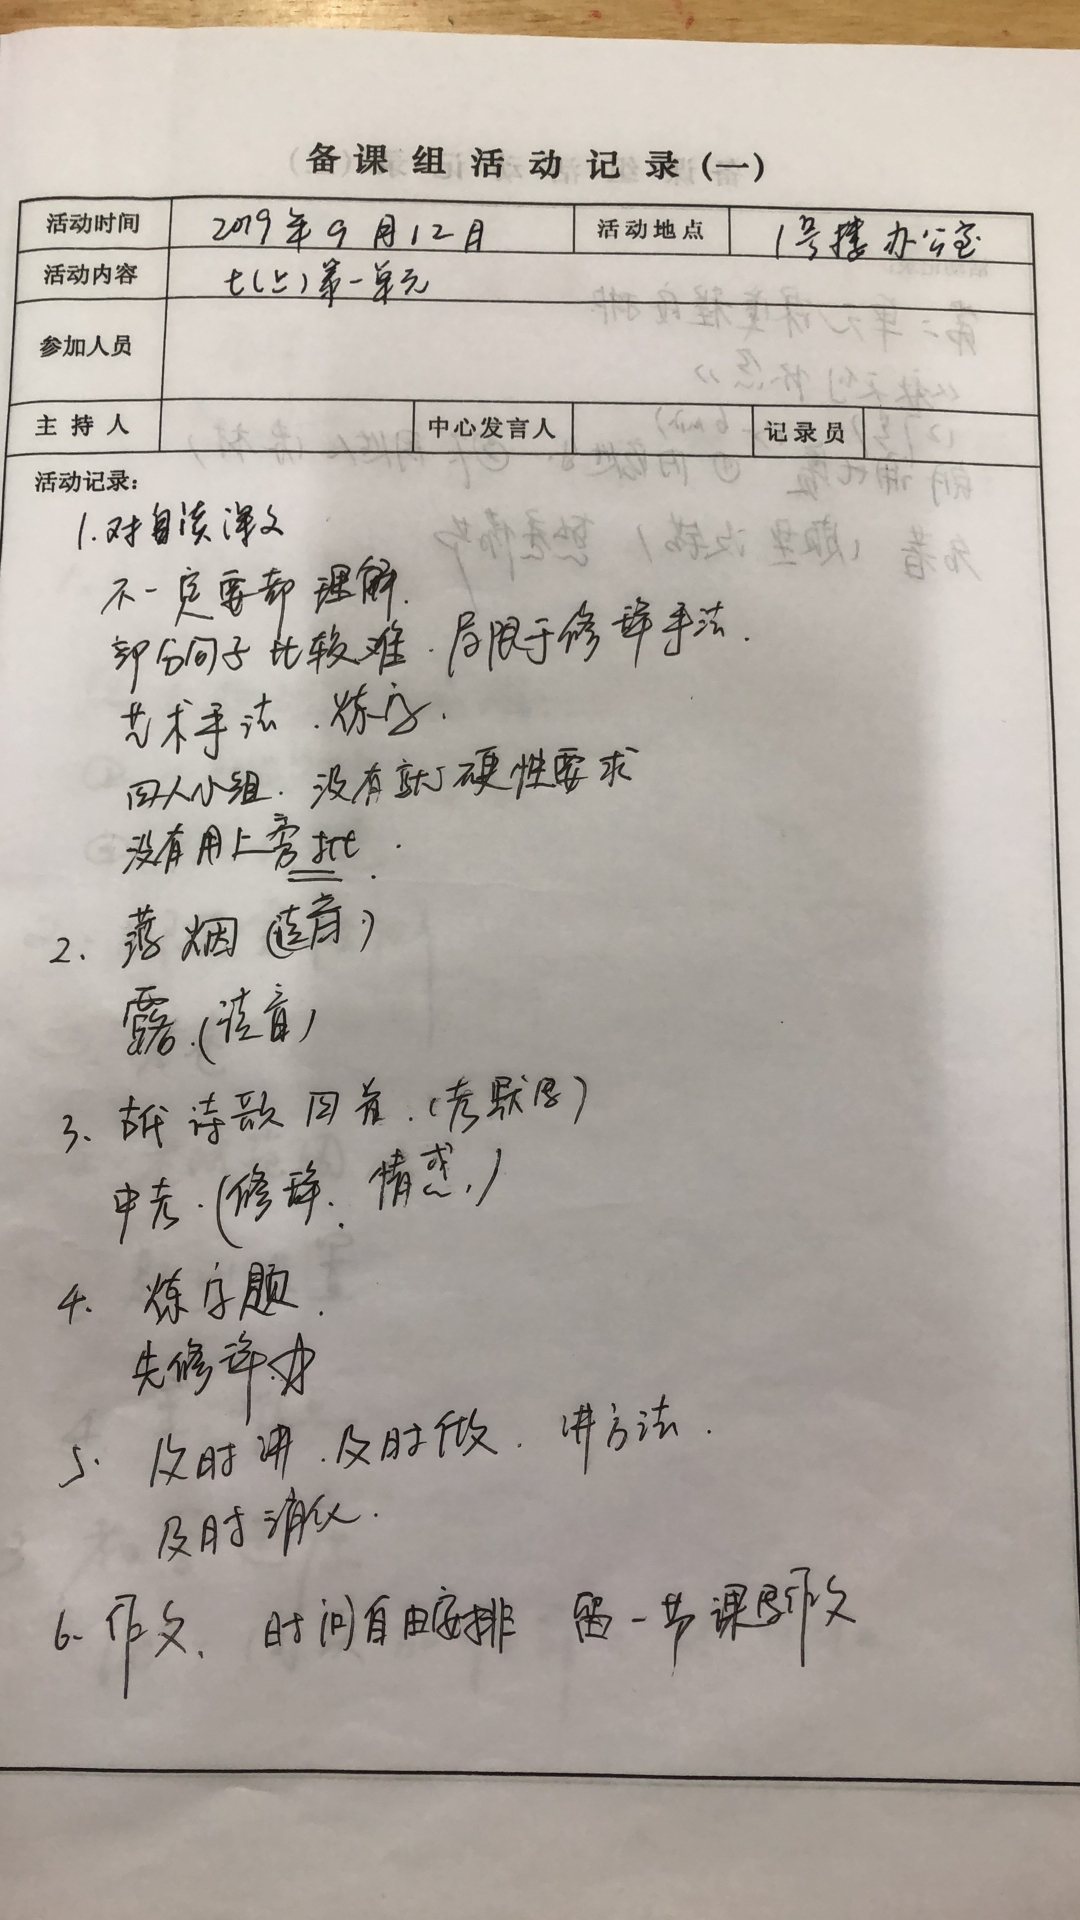 备课组活动记录(一)
活动时间 2019年9月12日 活动地点 1号楼办公室
活动内容 七(上)第一单元
参加人员
主持人 中心发言人 记录员
活动记录:
1.对自读课文
不一定要都理解.
部分句子比较难.局限于修辞手法.
艺术手法.炼字.
四人小组.没有硬性要求
没有用上旁批.
2. 薄烟(读音)
露.(读音)
3. 古代诗歌四首.(考默写)
中考.(修辞.情感.)
4. 炼字题.
先修辞
5. 及时讲.及时做.讲方法.
及时消化.
6. 作文. 时间自由安排 留一节课写作文